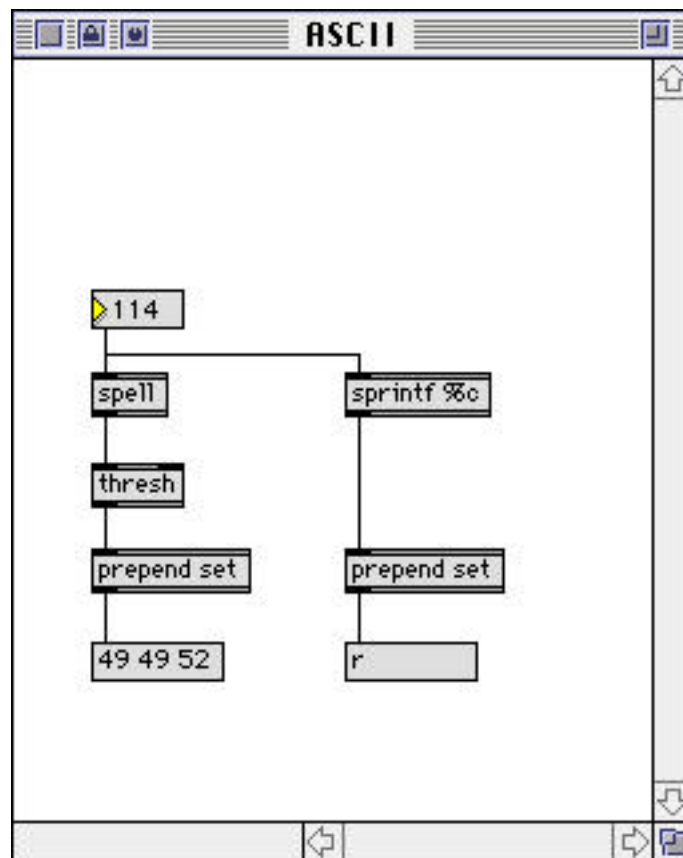 ASCII
114
spell
sprintf %c
thresh
prepend set
prepend set
49 49 52
r